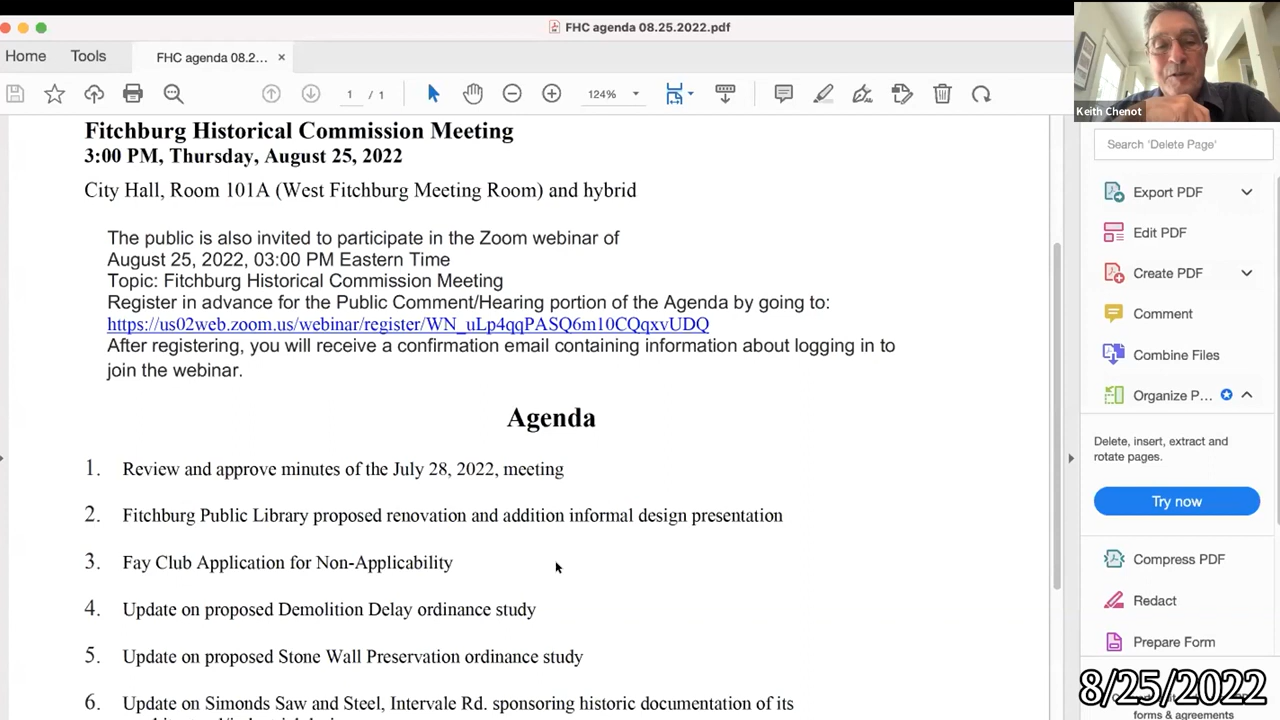 FHC agenda 08.25.2022.pdf
Home
Tools
FHC agenda 08.2... ×
1 / 1
124%
Keith Chenot
Fitchburg Historical Commission Meeting
3:00 PM, Thursday, August 25, 2022
City Hall, Room 101A (West Fitchburg Meeting Room) and hybrid
The public is also invited to participate in the Zoom webinar of
August 25, 2022, 03:00 PM Eastern Time
Topic: Fitchburg Historical Commission Meeting
Register in advance for the Public Comment/Hearing portion of the Agenda by going to:
https://us02web.zoom.us/webinar/register/WN_uLp4qqPASQ6m10CQqxvUDQ
After registering, you will receive a confirmation email containing information about logging in to
join the webinar.
Agenda
1. Review and approve minutes of the July 28, 2022, meeting
2. Fitchburg Public Library proposed renovation and addition informal design presentation
3. Fay Club Application for Non-Applicability
4. Update on proposed Demolition Delay ordinance study
5. Update on proposed Stone Wall Preservation ordinance study
6. Update on Simonds Saw and Steel, Intervale Rd. sponsoring historic documentation of its
Search 'Delete Page'
Export PDF
Edit PDF
Create PDF
Comment
Combine Files
Organize P...
Delete, insert, extract and
rotate pages.
Try now
Compress PDF
Redact
Prepare Form
8/25/2022
forms & agreements